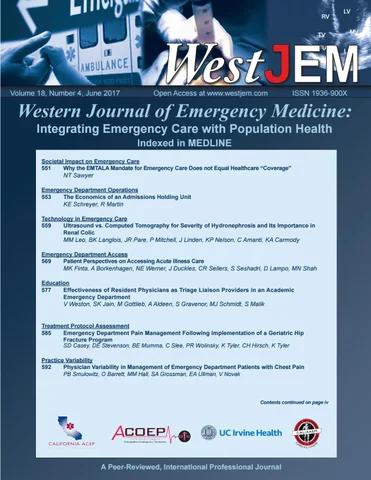 Emergency
AMBULANCE
RV
LV
TV
WestJEM
Volume 18, Number 4, June 2017
Open Access at www.westjem.com
ISSN 1936-900X
Western Journal of Emergency Medicine:
Integrating Emergency Care with Population Health
Indexed in MEDLINE
Societal Impact on Emergency Care
551 Why the EMTALA Mandate for Emergency Care Does not Equal Healthcare “Coverage”
NT Sawyer
Emergency Department Operations
553 The Economics of an Admissions Holding Unit
KE Schreyer, R Martin
Technology in Emergency Care
559 Ultrasound vs. Computed Tomography for Severity of Hydronephrosis and Its Importance in
Renal Colic
MM Leo, BK Langlois, JR Pare, P Mitchell, J Linden, KP Nelson, C Amanti, KA Carmody
Emergency Department Access
569 Patient Perspectives on Accessing Acute Illness Care
MK Finta, A Borkenhagen, NE Werner, J Duckles, CR Sellers, S Seshadri, D Lampo, MN Shah
Education
577 Effectiveness of Resident Physicians as Triage Liaison Providers in an Academic
Emergency Department
V Weston, SK Jain, M Gottlieb, A Aldeen, S Gravenor, MJ Schmidt, S Malik
Treatment Protocol Assessment
585 Emergency Department Pain Management Following Implementation of a Geriatric Hip
Fracture Program
SD Casey, DE Stevenson, BE Mumma, C Slee, PR Wolinsky, K Tyler, CH Hirsch, K Tyler
Practice Variability
592 Physician Variability in Management of Emergency Department Patients with Chest Pain
PB Smulowitz, O Barrett, MM Hall, SA Grossman, EA Ullman, V Novak
Contents continued on page iv
CALIFORNIA ACEP
ACOEP
UC Irvine Health
CAL/AAEM
A Peer-Reviewed, International Professional Journal